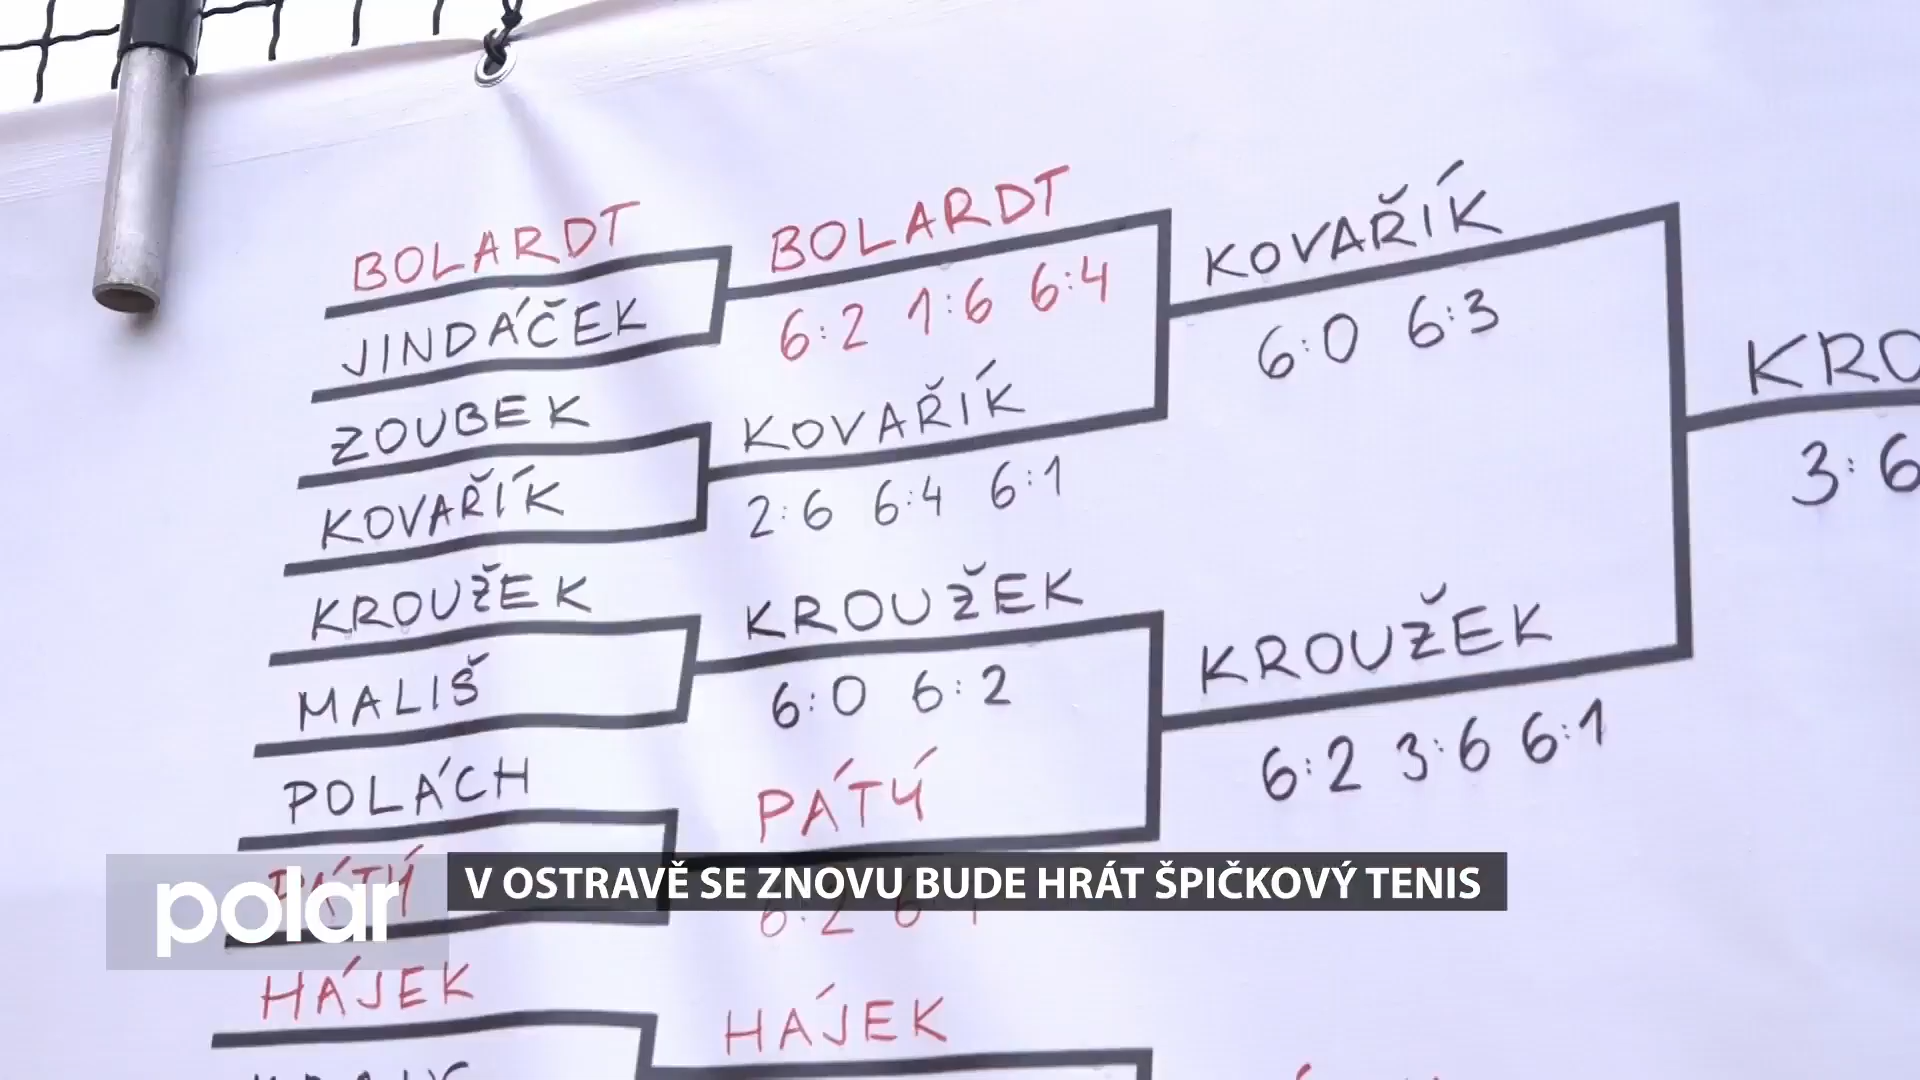 BOLARDT
JINDÁČEK
ZOUBEK
KOVAŘÍK
KROUŽEK
MALIŠ
POLÁCH
PÁTÝ
HÁJEK
BOLARDT
6:2 1:6 6:4
KOVAŘÍK
2:6 6:4 6:1
KROUŽEK
6:0 6:2
PÁTÝ
HÁJEK
KOVAŘÍK
6:0 6:3
KROUŽEK
6:2 3:6 6:1
3:6
polar
V OSTRAVĚ SE ZNOVU BUDE HRÁT ŠPIČKOVÝ TENIS